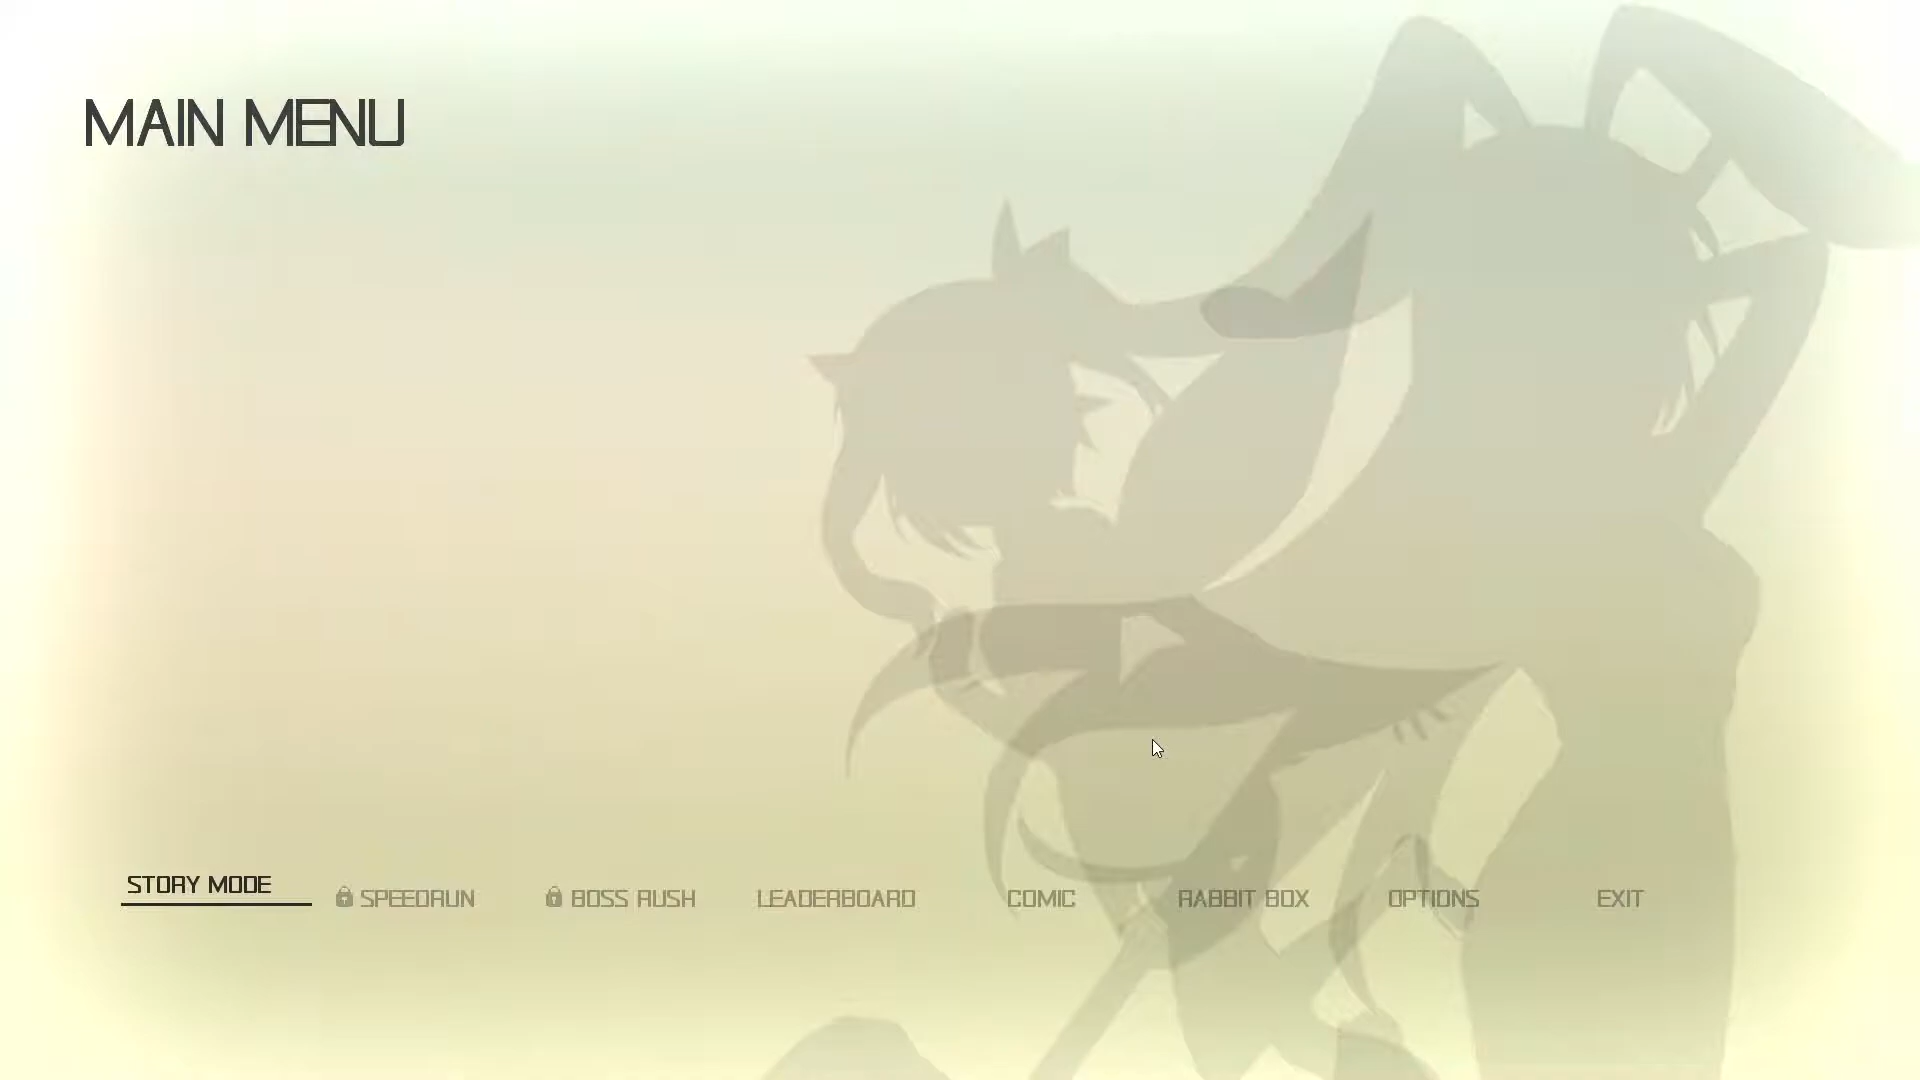 MAIN MENU
STORY MODE
SPEEDRUN
BOSS RUSH
LEADERBOARD
COMIC
RABBIT BOX
OPTIONS
EXIT